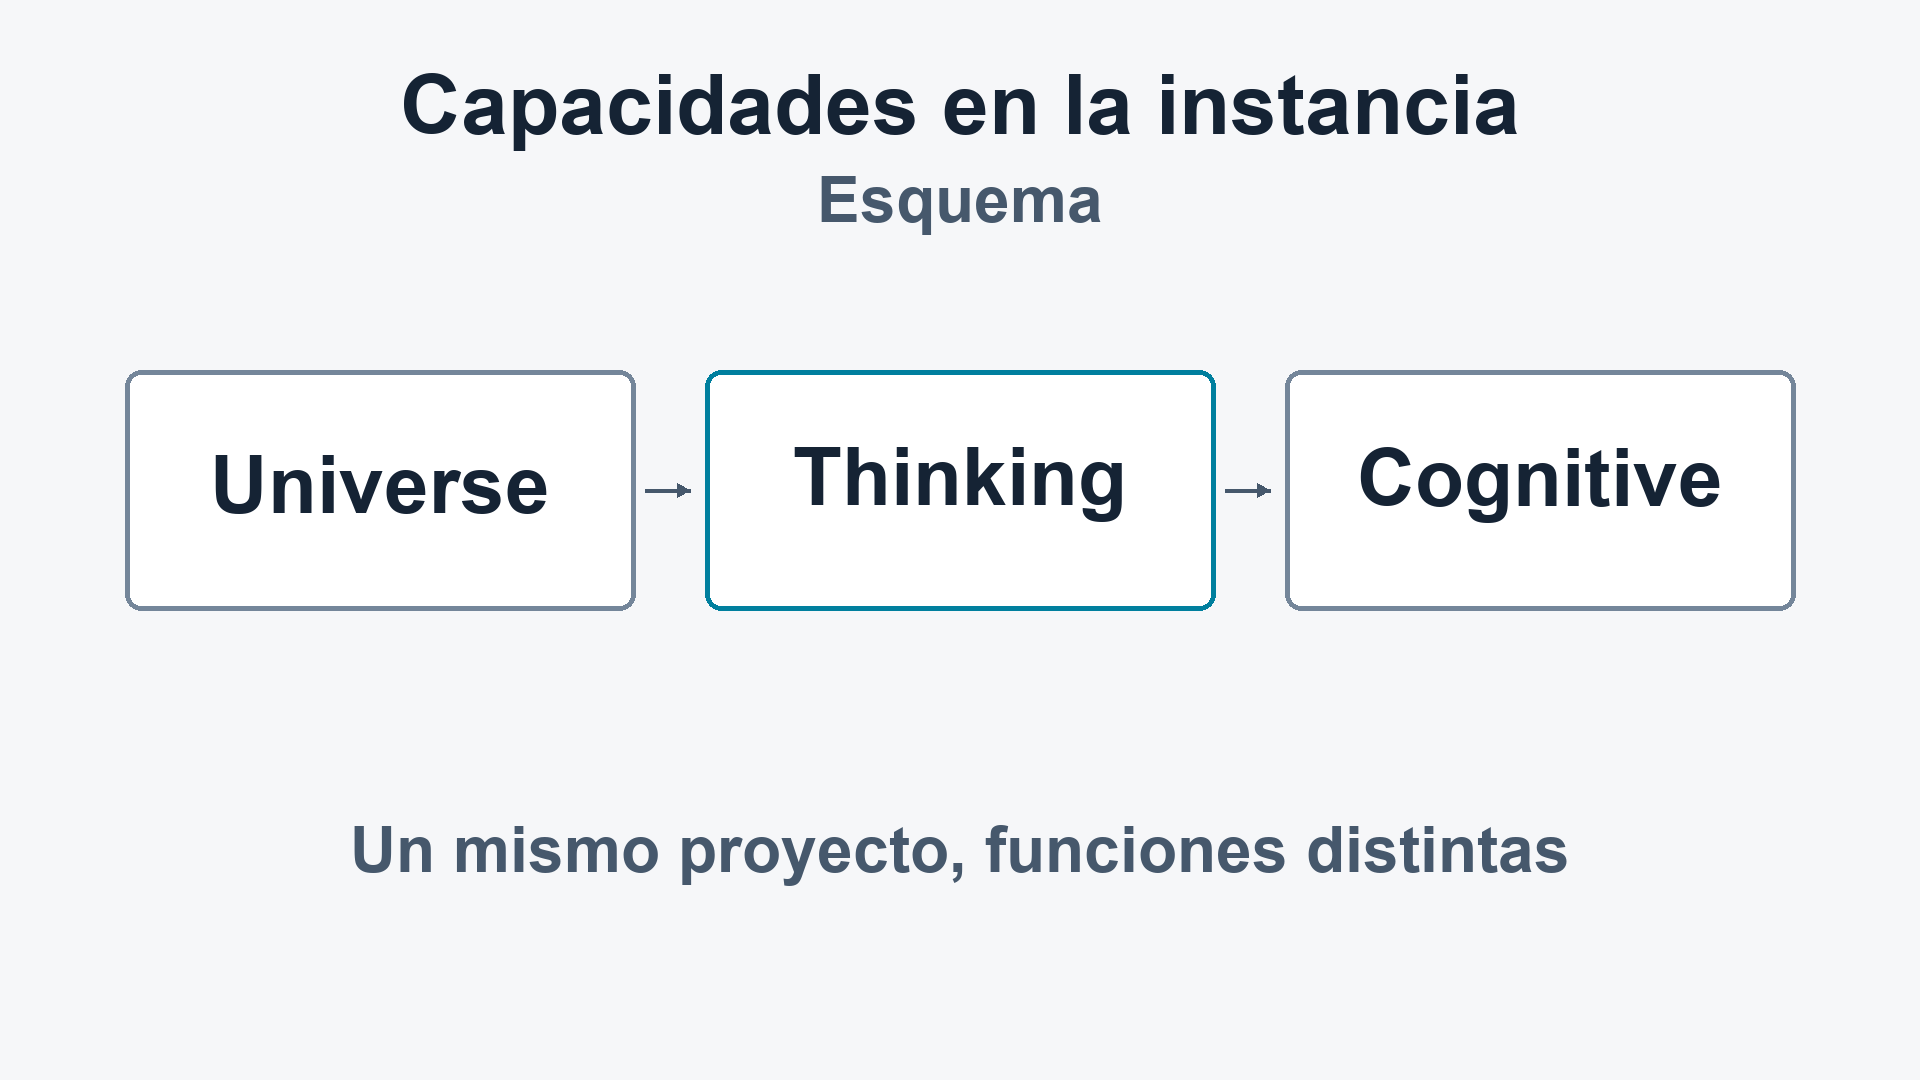 Capacidades en la instancia
Esquema
Universe
Thinking
Cognitive
Un mismo proyecto, funciones distintas